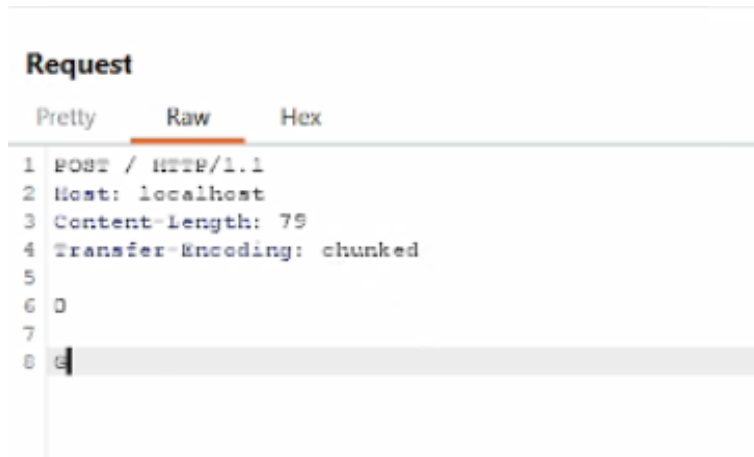 Request
Pretty Raw Hex
1 POST / HTTP/1.1
2 Host: localhost
3 Content-Length: 79
4 Transfer-Encoding: chunked
5
6 0
7
8 G